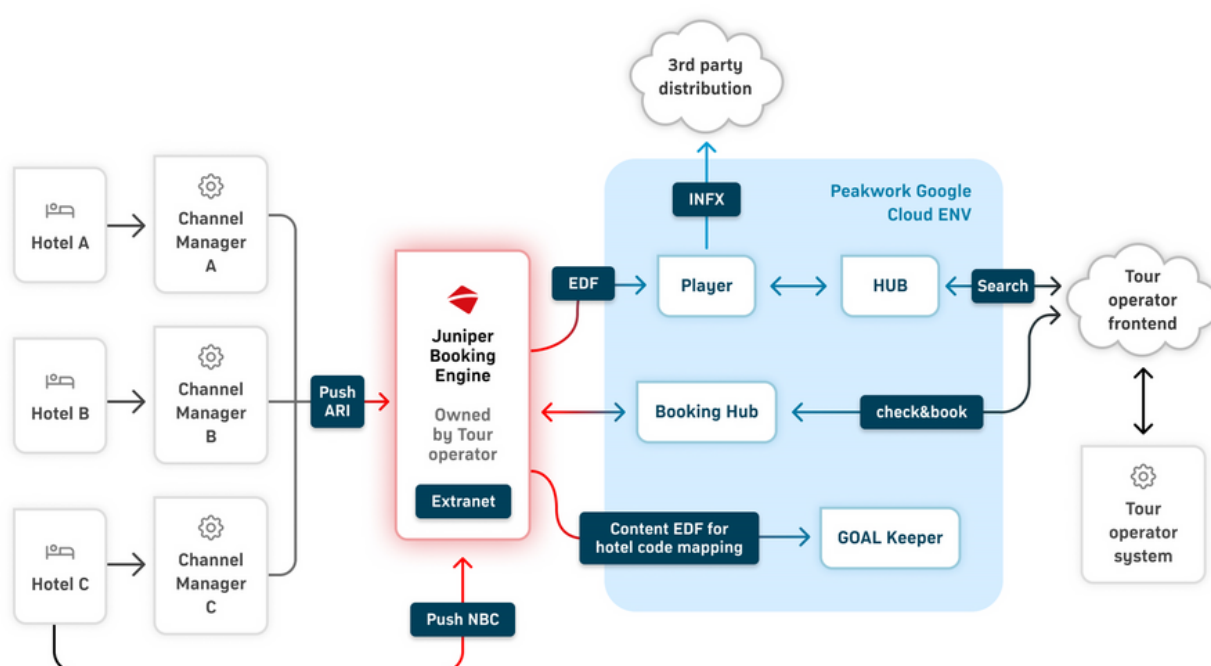 3rd party
distribution
Peakwork Google
Cloud ENV
INFX
Hotel A
Channel
Manager
A
EDF
Player
HUB
Search
Tour
operator
frontend
Juniper
Booking
Engine
Owned
by Tour
operator
Extranet
Hotel B
Channel
Manager
B
Push
ARI
Booking Hub
check&book
Hotel C
Channel
Manager
C
Content EDF for
hotel code mapping
GOAL Keeper
Tour
operator
system
Push NBC